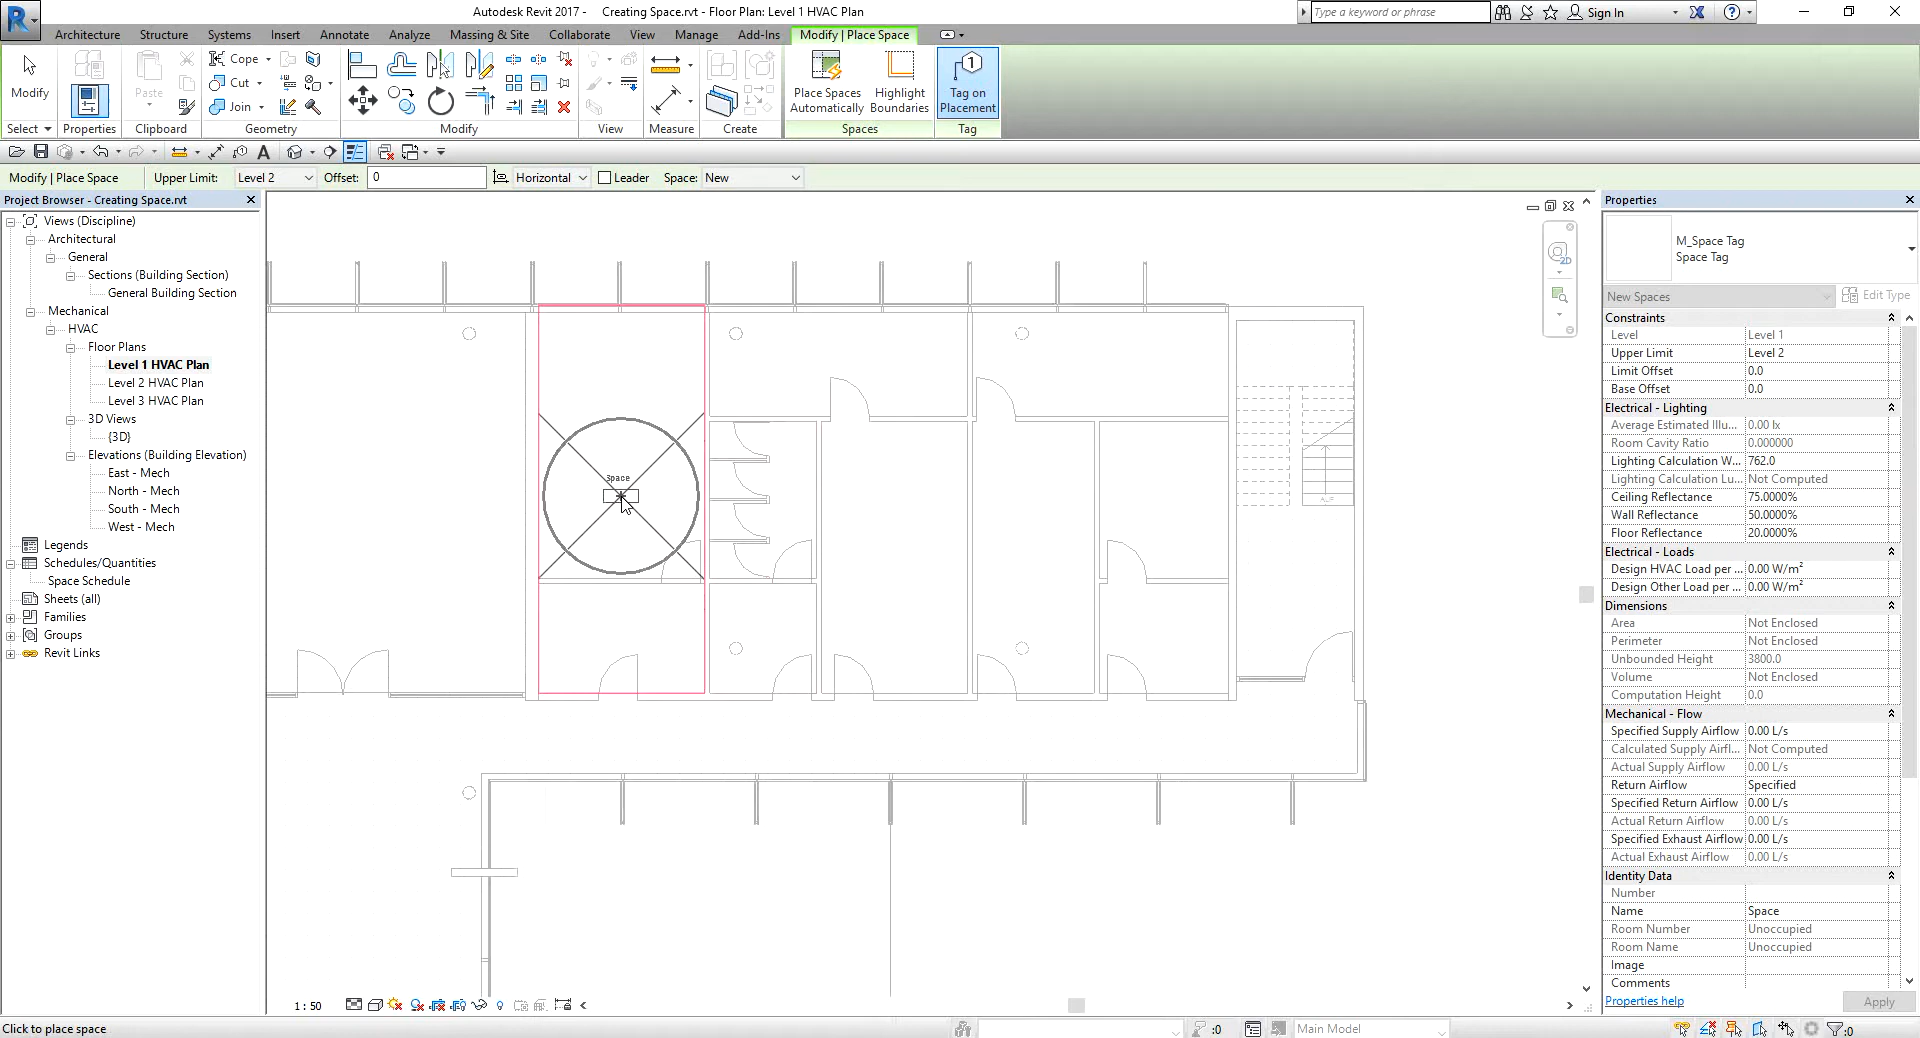 Autodesk Revit 2017 - Creating Space.rvt - Floor Plan: Level 1 HVAC Plan
Type a keyword or phrase
Sign In
Architecture Structure Systems Insert Annotate Analyze Massing & Site Collaborate View Manage Add-Ins Modify | Place Space
Modify
Paste
Cope
Cut
Join
Place Spaces Automatically
Highlight Boundaries
1
Tag on Placement
Select Properties Clipboard Geometry Modify View Measure Create Spaces Tag
Modify | Place Space Upper Limit: Level 2 Offset: 0 Horizontal Leader Space: New
Project Browser - Creating Space.rvt
Views (Discipline)
Architectural
General
Sections (Building Section)
General Building Section
Mechanical
HVAC
Floor Plans
Level 1 HVAC Plan
Level 2 HVAC Plan
Level 3 HVAC Plan
3D Views
{3D}
Elevations (Building Elevation)
East - Mech
North - Mech
South - Mech
West - Mech
Legends
Schedules/Quantities
Space Schedule
Sheets (all)
Families
Groups
Revit Links
Space
2D
Properties
M_Space Tag
Space Tag
New Spaces
Edit Type
Constraints
Level Level 1
Upper Limit Level 2
Limit Offset 0.0
Base Offset 0.0
Electrical - Lighting
Average Estimated Illu... 0.00 lx
Room Cavity Ratio 0.000000
Lighting Calculation W... 762.0
Lighting Calculation Lu... Not Computed
Ceiling Reflectance 75.0000%
Wall Reflectance 50.0000%
Floor Reflectance 20.0000%
Electrical - Loads
Design HVAC Load per ... 0.00 W/m²
Design Other Load per ... 0.00 W/m²
Dimensions
Area Not Enclosed
Perimeter Not Enclosed
Unbounded Height 3800.0
Volume Not Enclosed
Computation Height 0.0
Mechanical - Flow
Specified Supply Airflow 0.00 L/s
Calculated Supply Airfl... Not Computed
Actual Supply Airflow 0.00 L/s
Return Airflow Specified
Specified Return Airflow 0.00 L/s
Actual Return Airflow 0.00 L/s
Specified Exhaust Airflow 0.00 L/s
Actual Exhaust Airflow 0.00 L/s
Identity Data
Number
Name Space
Room Number Unoccupied
Room Name Unoccupied
Image
Comments
Properties help
Apply
1 : 50
Click to place space
:0
Main Model
:0